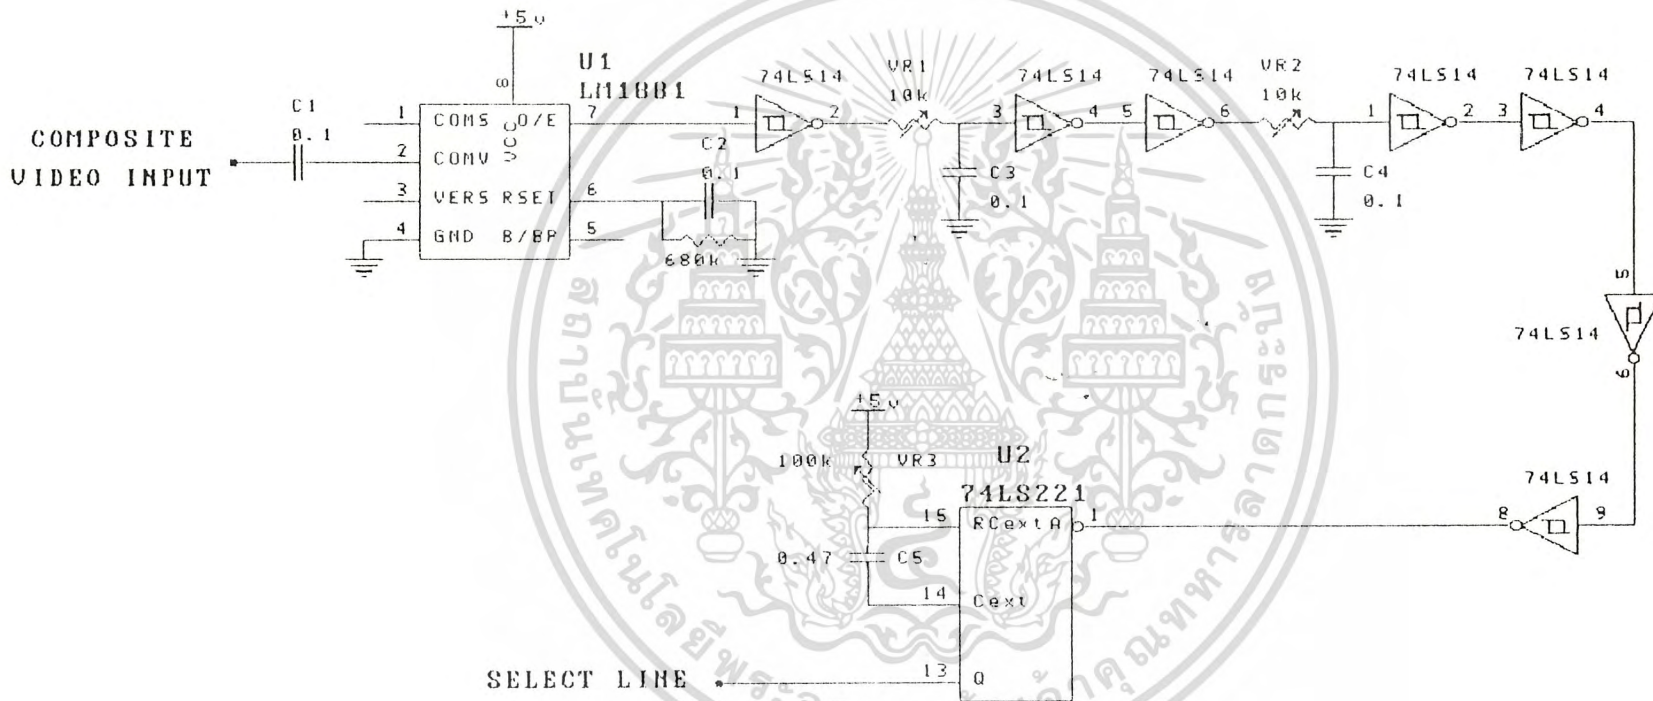 +5v
U1
LM1881
74LS14
VR1
10k
74LS14
74LS14
VR2
10k
74LS14
74LS14
COMPOSITE
VIDEO INPUT
C1
0.1
1
2
3
4
COMS
O/E
VCC
8
COMV
VERS
RSET
GND
B/BP
7
6
5
C2
0.1
680k
1
2
3
4
5
6
1
2
3
4
C3
0.1
C4
0.1
5
74LS14
6
+5v
100k
VR3
U2
74LS221
15
RCext
A
1
0.47
C5
14
Cext
74LS14
8
9
SELECT LINE
13
Q